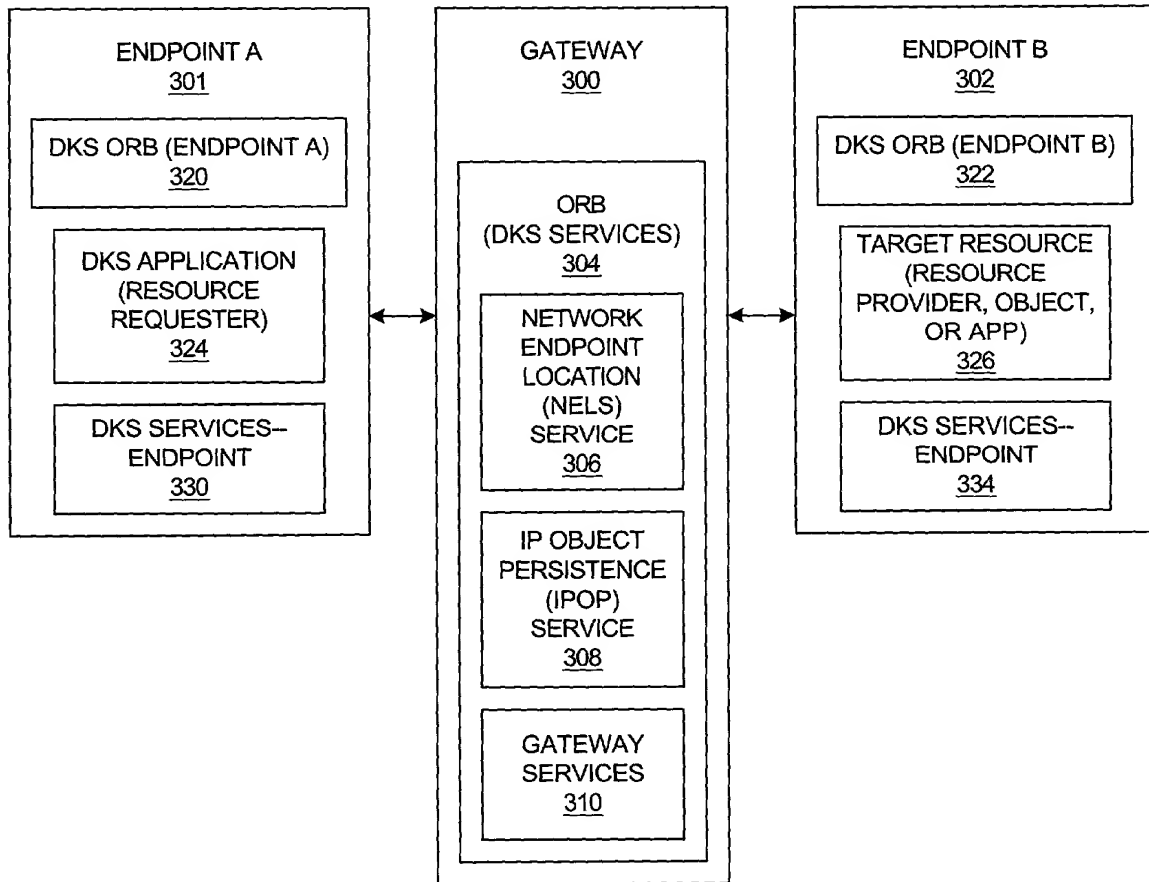 ENDPOINT A
301
DKS ORB (ENDPOINT A)
320
DKS APPLICATION
(RESOURCE
REQUESTER)
324
DKS SERVICES--
ENDPOINT
330
GATEWAY
300
ORB
(DKS SERVICES)
304
NETWORK
ENDPOINT
LOCATION
(NELS)
SERVICE
306
IP OBJECT
PERSISTENCE
(IPOP)
SERVICE
308
GATEWAY
SERVICES
310
ENDPOINT B
302
DKS ORB (ENDPOINT B)
322
TARGET RESOURCE
(RESOURCE
PROVIDER, OBJECT,
OR APP)
326
DKS SERVICES--
ENDPOINT
334